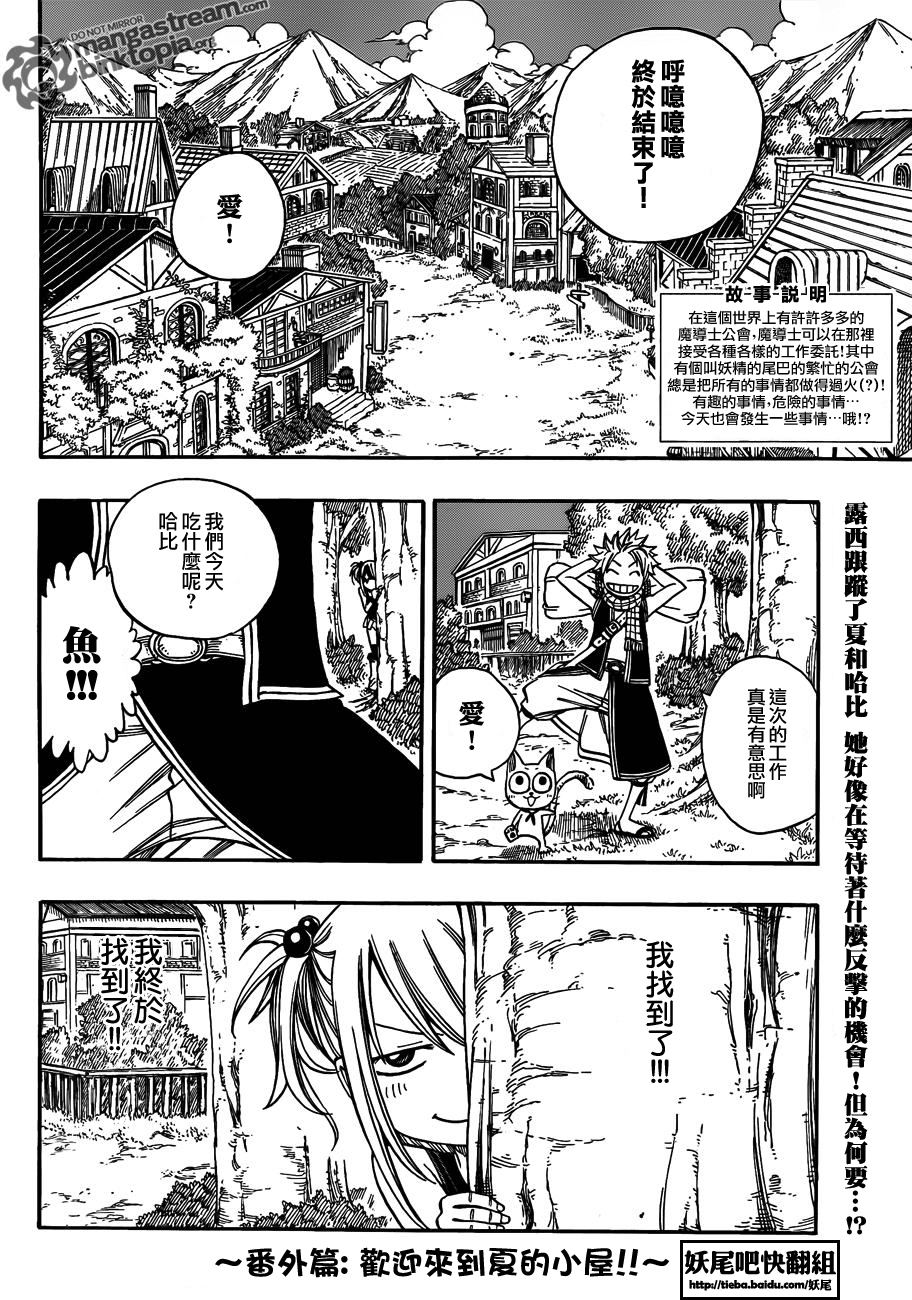 DO NOT MIRROR
mangastream.com
binktopia.org
呼噫噫噫
終於結束了!
愛!
故事説明
在這個世界上有許許多多的
魔導士公會,魔導士可以在那裡
接受各種各樣的工作委託!其中
有個叫妖精的尾巴的繁忙的公會
總是把所有的事情都做得過火(?)!
有趣的事情,危險的事情…
今天也會發生一些事情…哦!?
露西跟蹤了夏和哈比 她好像在等待著什麼反擊的機會!但為何要…!?
這次的工作
真是有意思啊
愛!
我們今天
吃什麼呢?
哈比
魚!!!
我找到了!!!
我終於
找到了!!
~番外篇: 歡迎來到夏的小屋!!~
妖尾吧快翻組
http://tieba.baidu.com/妖尾